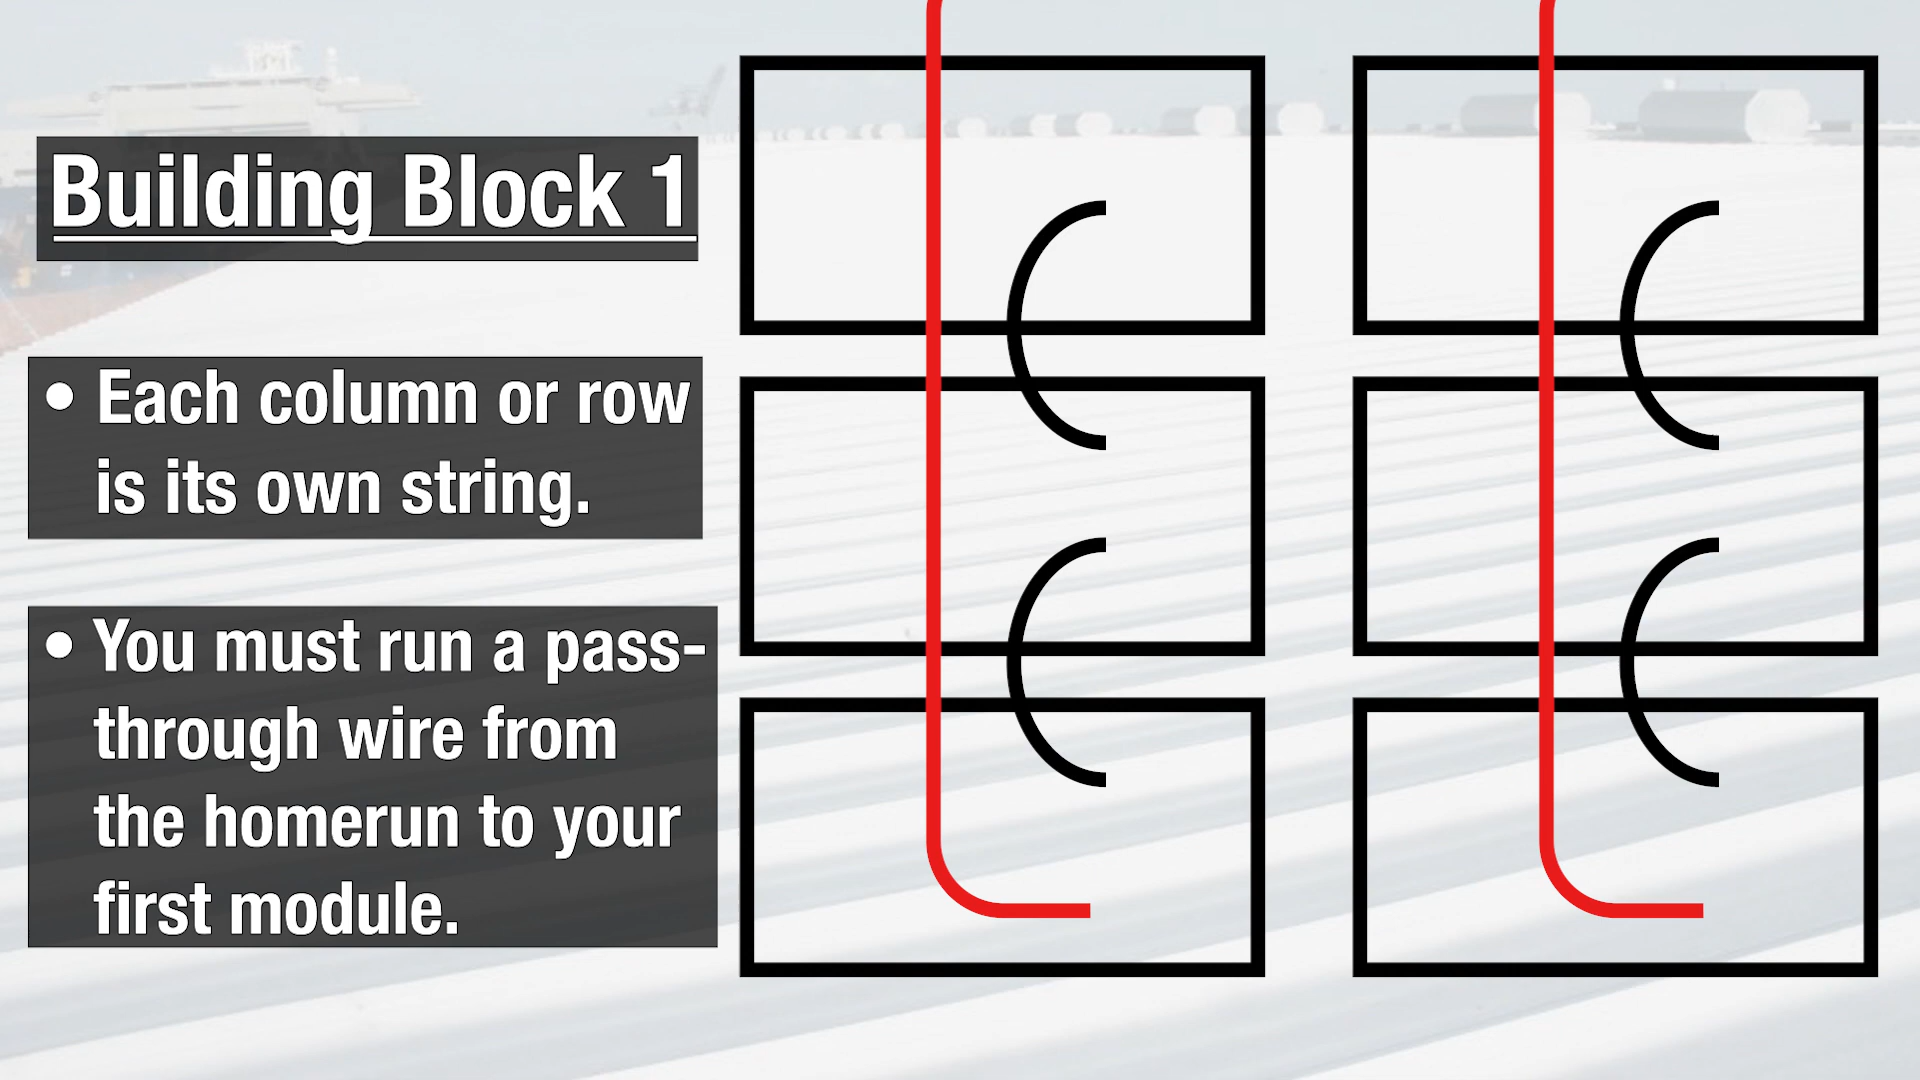 Building Block 1
• Each column or row
is its own string.
• You must run a pass-
through wire from
the homerun to your
first module.